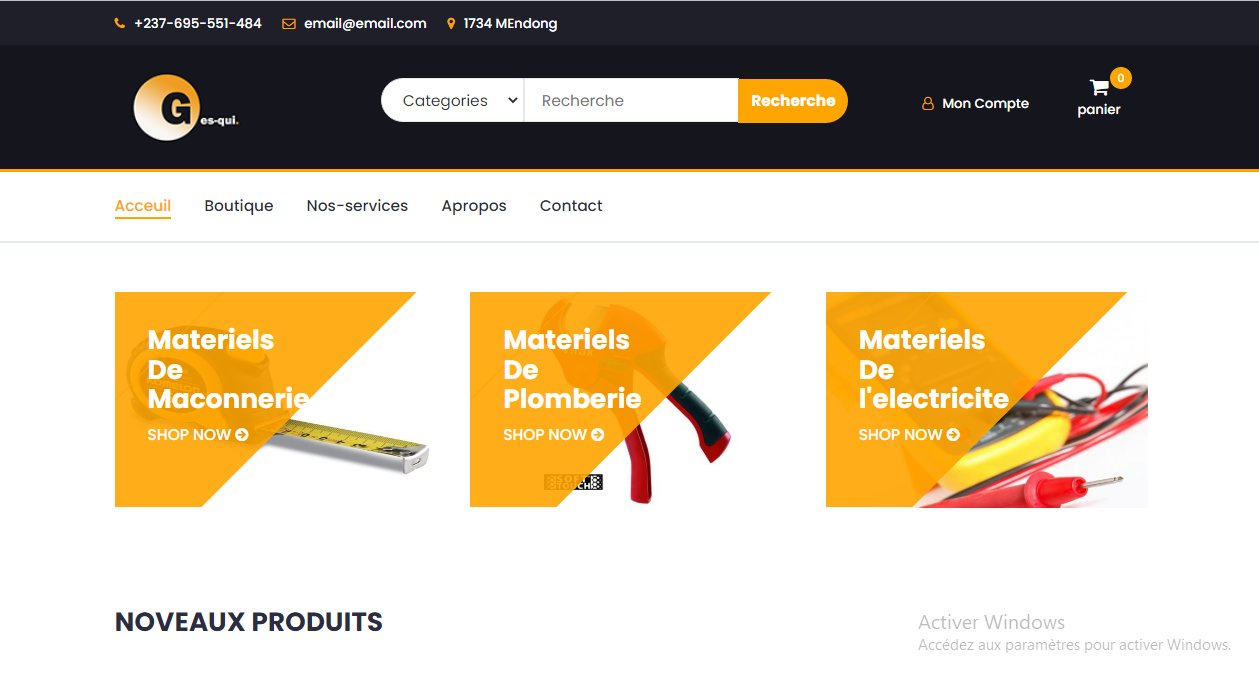 +237-695-551-484 email@email.com 1734 MEndong
G es-qui.
Categories Recherche Recherche
Mon Compte
0
panier
Acceuil Boutique Nos-services Apropos Contact
Materiels
De
Maconnerie
SHOP NOW
Materiels
De
Plomberie
SHOP NOW
SOFT
TOUCH
Materiels
De
l'electricite
SHOP NOW
NOVEAUX PRODUITS
Activer Windows
Accédez aux paramètres pour activer Windows.